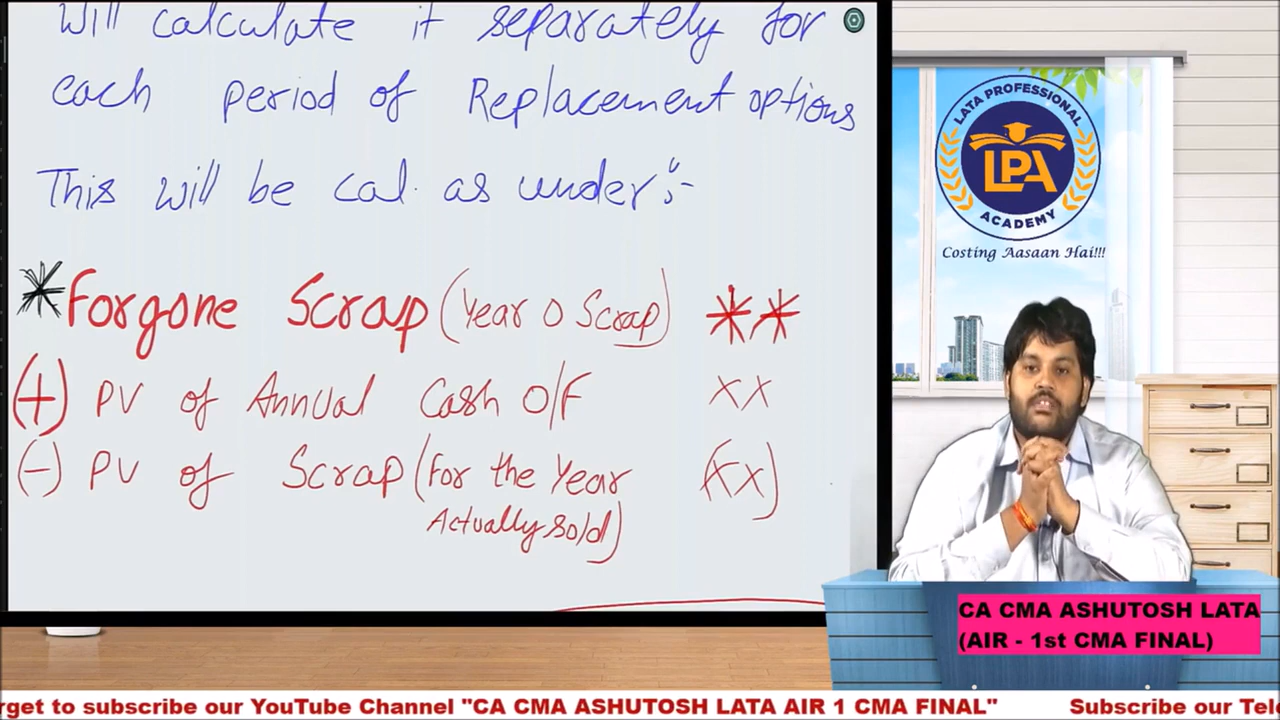 will calculate it separately for
each period of Replacement options
This will be cal. as under:-
*Forgone Scrap (Year 0 Scrap) **
(+) PV of Annual Cash O/F XX
(-) PV of Scrap (For the Year Actually sold) (XX)
LATA PROFESSIONAL
LPA
ACADEMY
Costing Aasaan Hai!!!
CA CMA ASHUTOSH LATA
(AIR - 1st CMA FINAL)
rget to subscribe our YouTube Channel "CA CMA ASHUTOSH LATA AIR 1 CMA FINAL" Subscribe our Tele